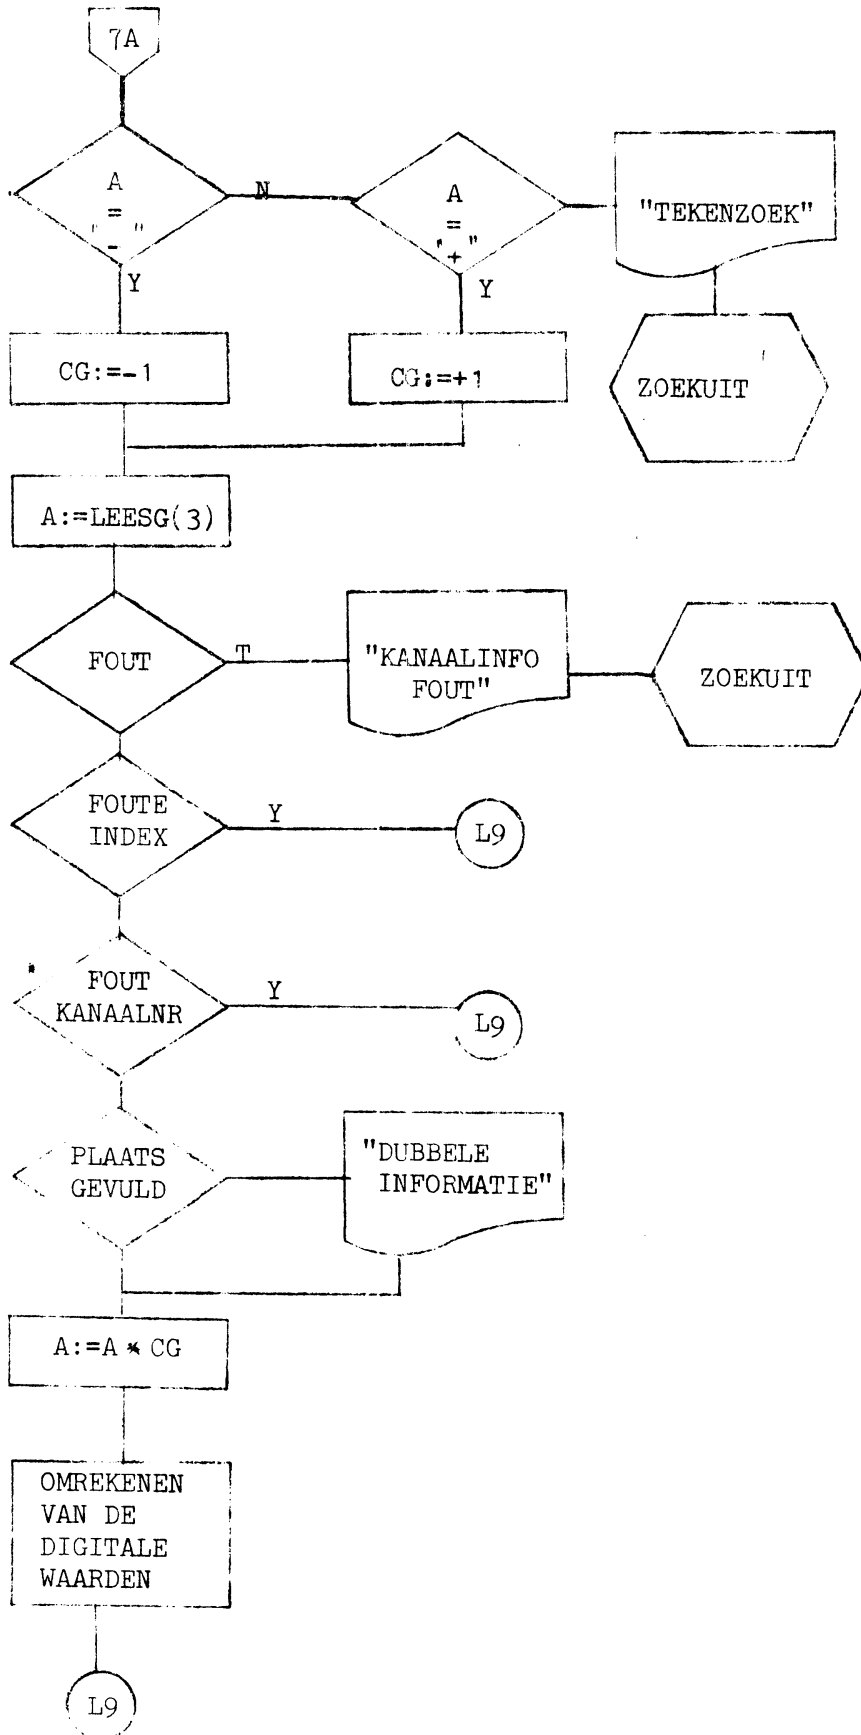 7A
A
=
"-"
N
A
=
"+"
"TEKENZOEK"
Y
Y
CG:=-1
CG:=+1
ZOEKUIT
A:=LEESG(3)
FOUT
T
"KANAALINFO
FOUT"
ZOEKUIT
FOUTE
INDEX
Y
L9
FOUT
KANAALNR
Y
L9
PLAATS
GEVULD
"DUBBELE
INFORMATIE"
A:=A * CG
OMREKENEN
VAN DE
DIGITALE
WAARDEN
L9